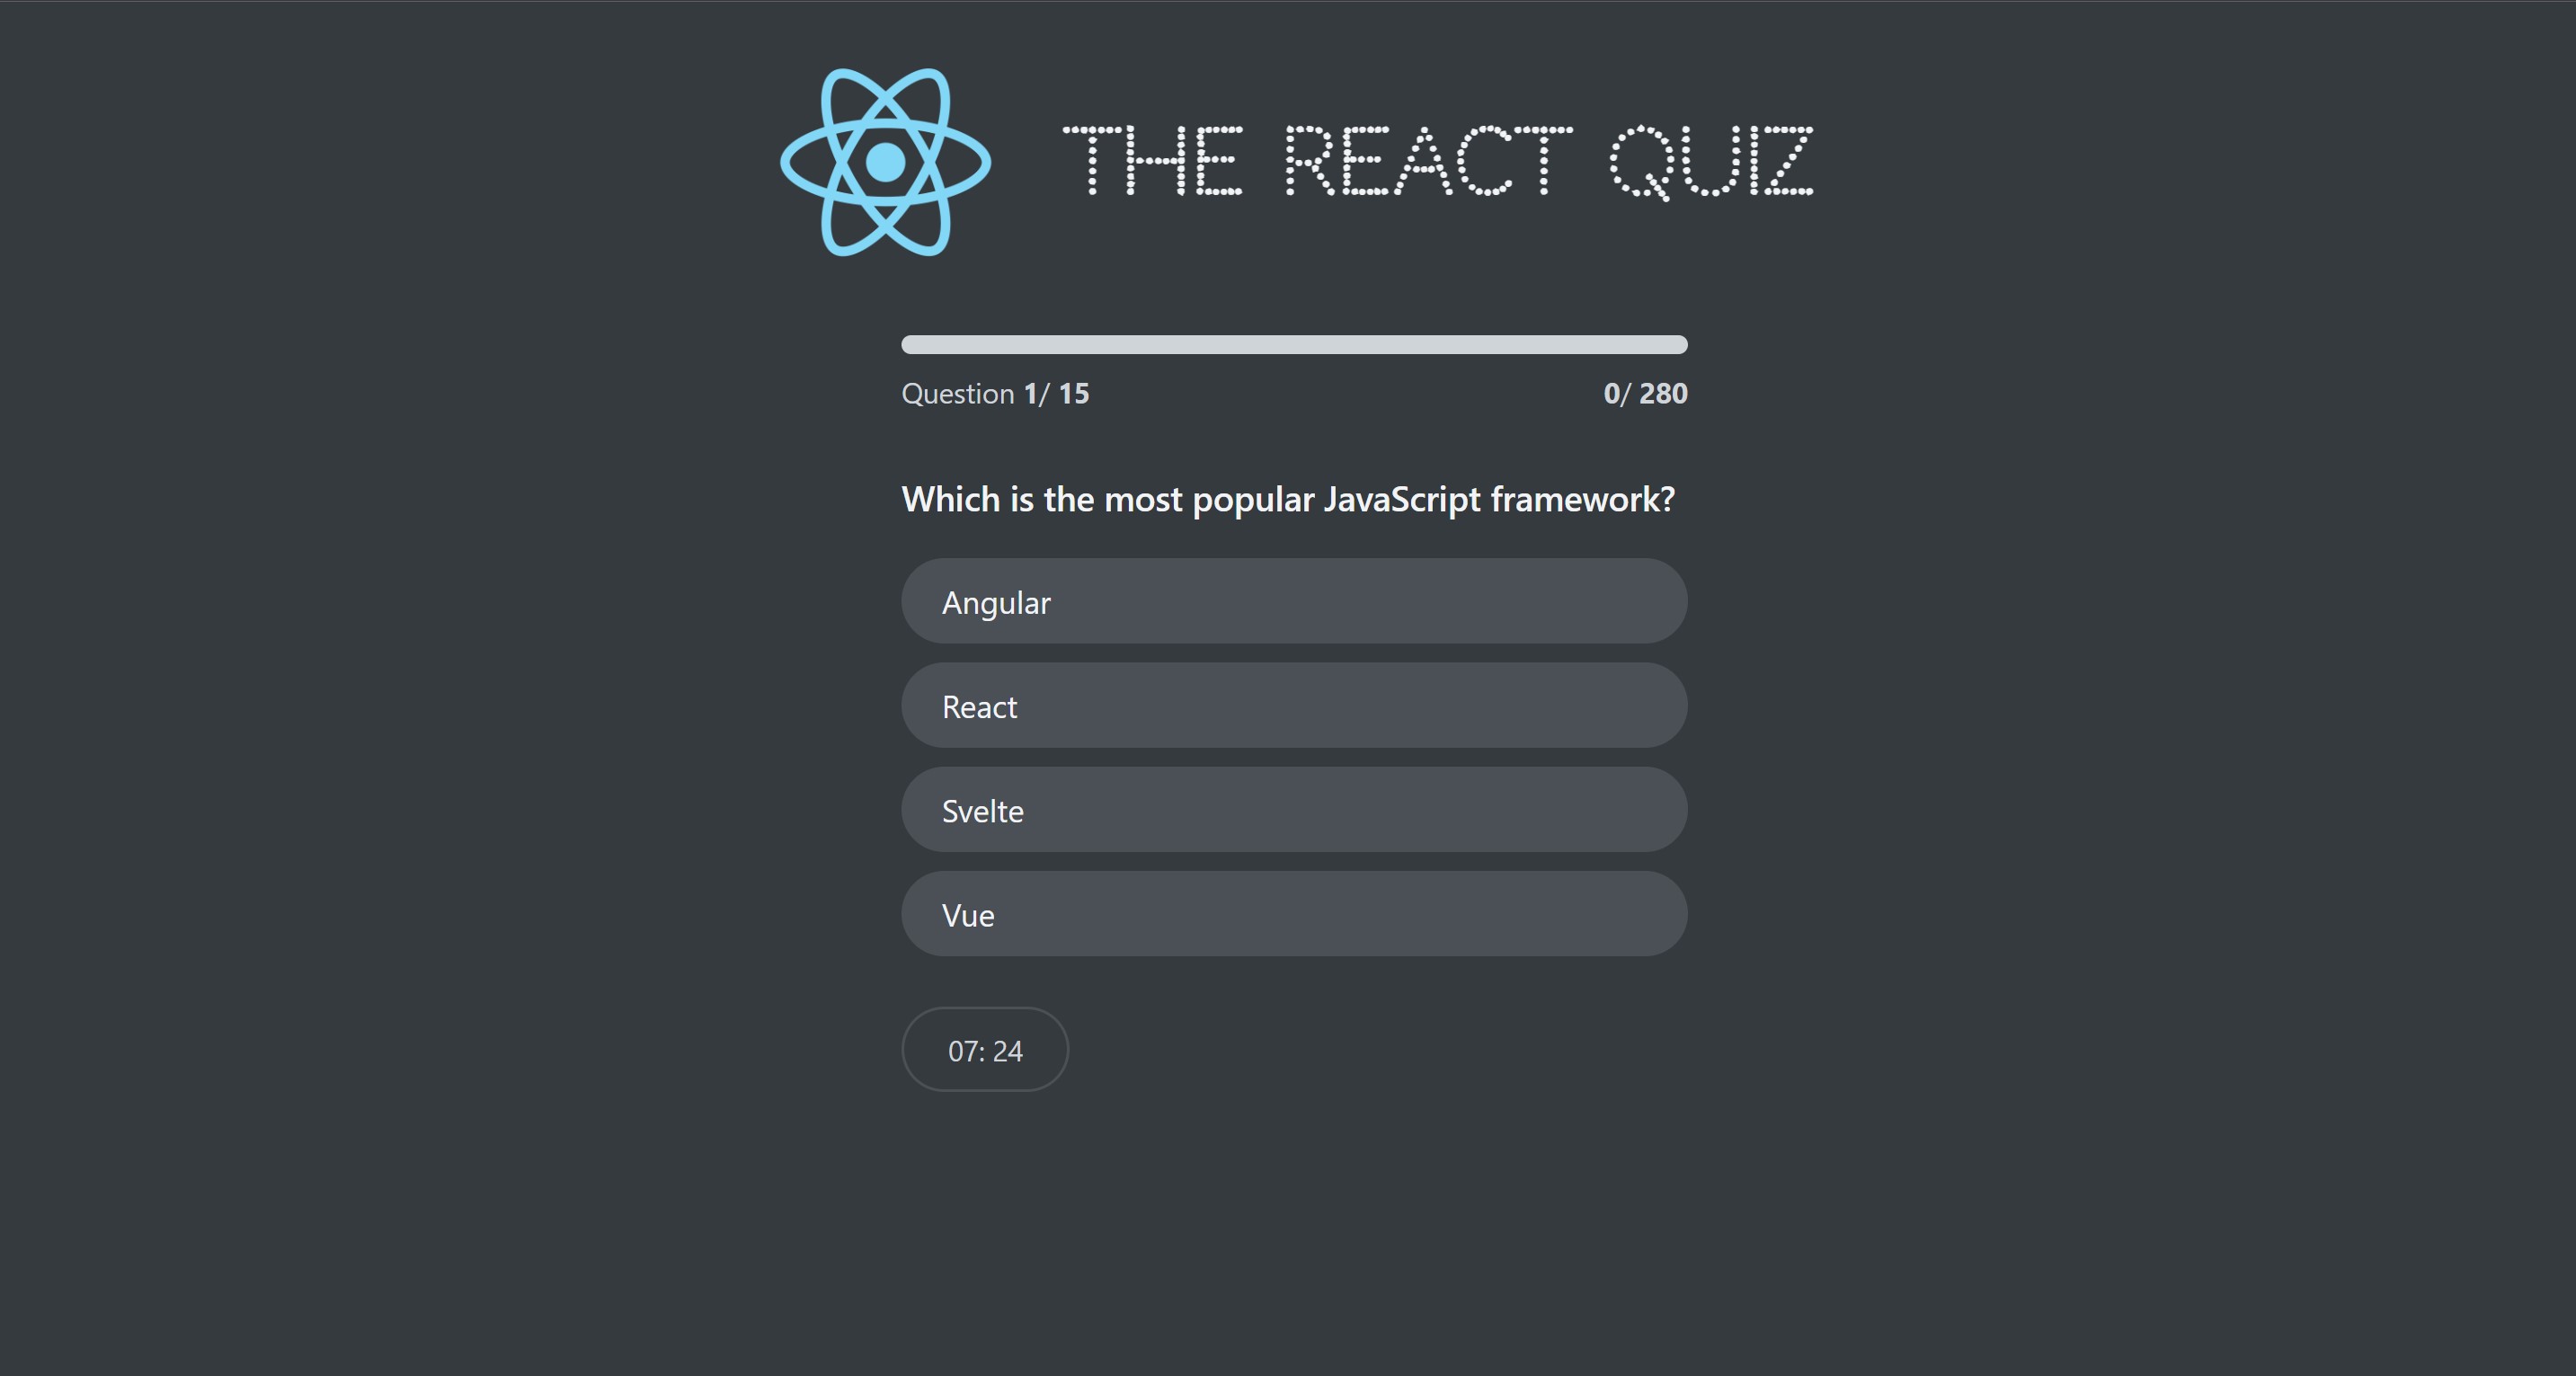 THE REACT QUIZ
Question 1/ 15
0/ 280
Which is the most popular JavaScript framework?
Angular
React
Svelte
Vue
07: 24